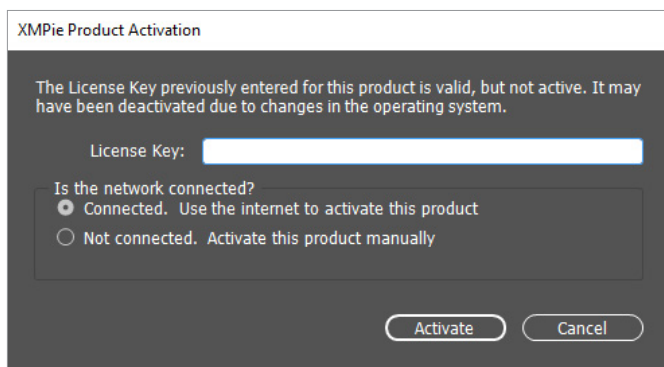 XMPie Product Activation
The License Key previously entered for this product is valid, but not active. It may
have been deactivated due to changes in the operating system.
License Key:
Is the network connected?
Connected. Use the internet to activate this product
Not connected. Activate this product manually
Activate Cancel